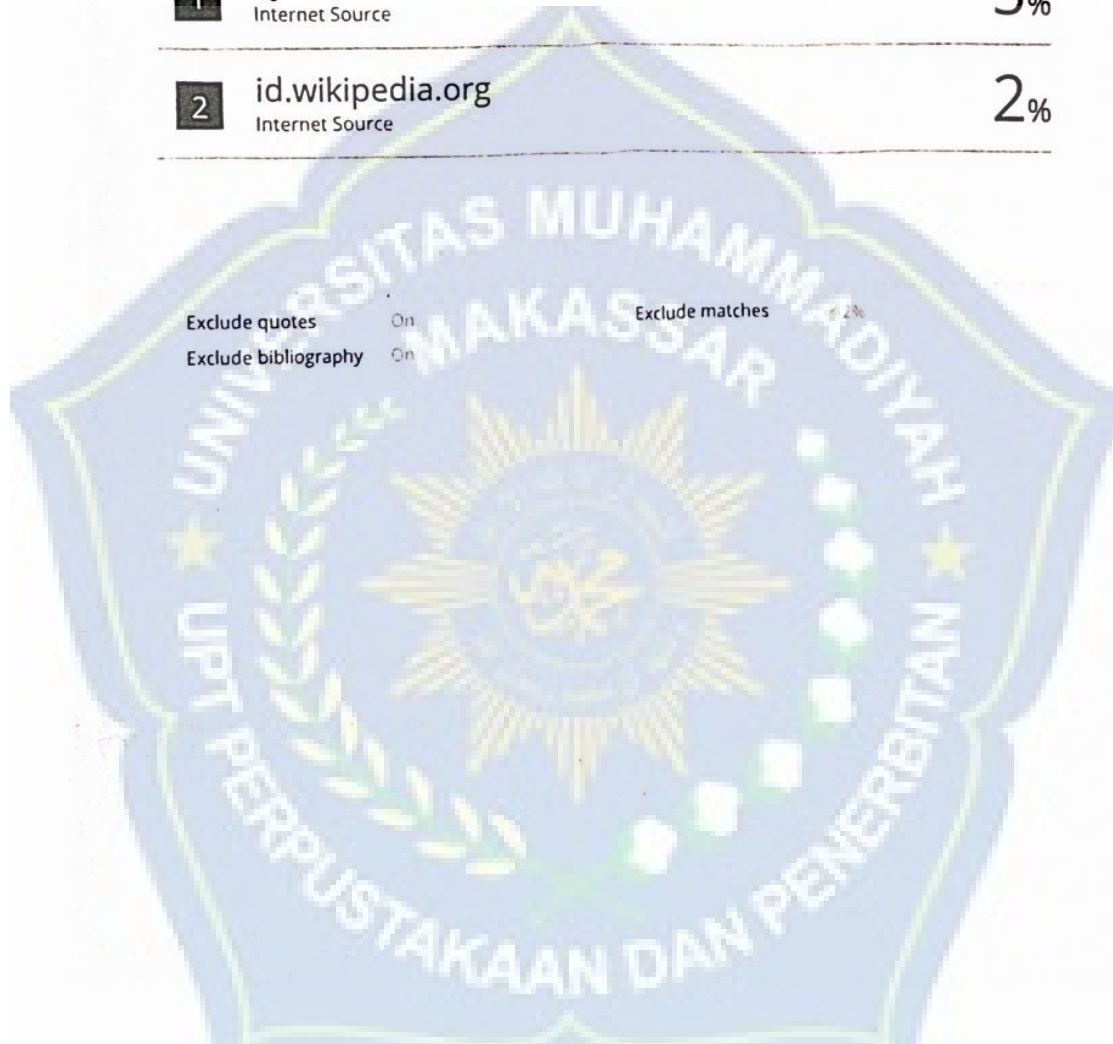 1
Internet Source
2
id.wikipedia.org
2%
Internet Source
Exclude quotes On
Exclude matches
Exclude bibliography On
UNIVERSITAS MUHAMMADIYAH
MAKASSAR
UPT PERPUSTAKAAN DAN PENERBITAN